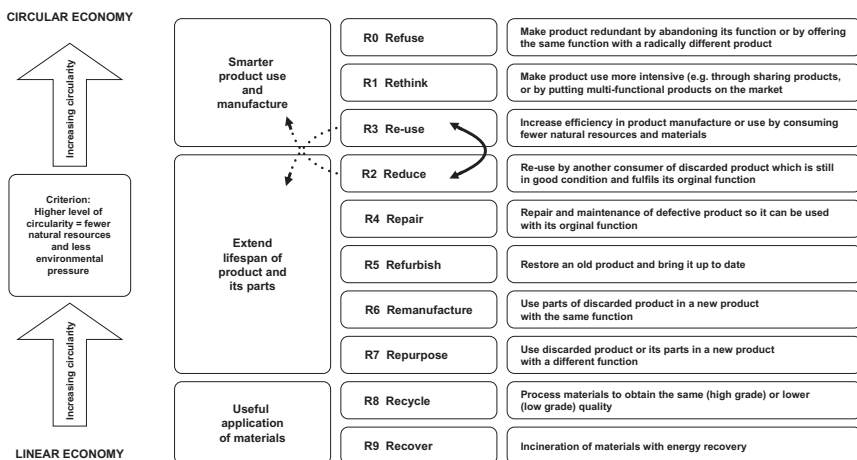 CIRCULAR ECONOMY
Increasing circularity
Criterion:
Higher level of
circularity = fewer
natural resources
and less
environmental
pressure
Increasing circularity
LINEAR ECONOMY
Smarter
product use
and
manufacture
R0 Refuse
Make product redundant by abandoning its function or by offering
the same function with a radically different product
R1 Rethink
Make product use more intensive (e.g. through sharing products,
or by putting multi-functional products on the market
R3 Re-use
Increase efficiency in product manufacture or use by consuming
fewer natural resources and materials
Extend
lifespan of
product and
its parts
R2 Reduce
Re-use by another consumer of discarded product which is still
in good condition and fulfils its orginal function
R4 Repair
Repair and maintenance of defective product so it can be used
with its orginal function
R5 Refurbish
Restore an old product and bring it up to date
R6 Remanufacture
Use parts of discarded product in a new product
with the same function
R7 Repurpose
Use discarded product or its parts in a new product
with a different function
Useful
application
of materials
R8 Recycle
Process materials to obtain the same (high grade) or lower
(low grade) quality
R9 Recover
Incineration of materials with energy recovery